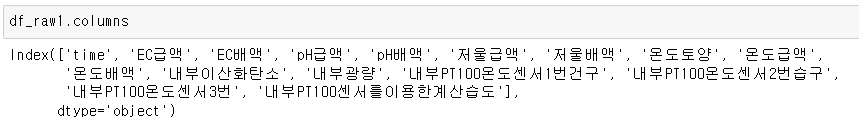 df_raw1.columns
Index(['time', 'EC급액', 'EC배액', 'pH급액', 'pH배액', '저울급액', '저울배액', '온도토양', '온도급액',
'온도배액', '내부이산화탄소', '내부광량', '내부PT100온도센서1번건구', '내부PT100온도센서2번습구',
'내부PT100온도센서3번', '내부PT100센서를이용한계산습도'],
dtype='object')